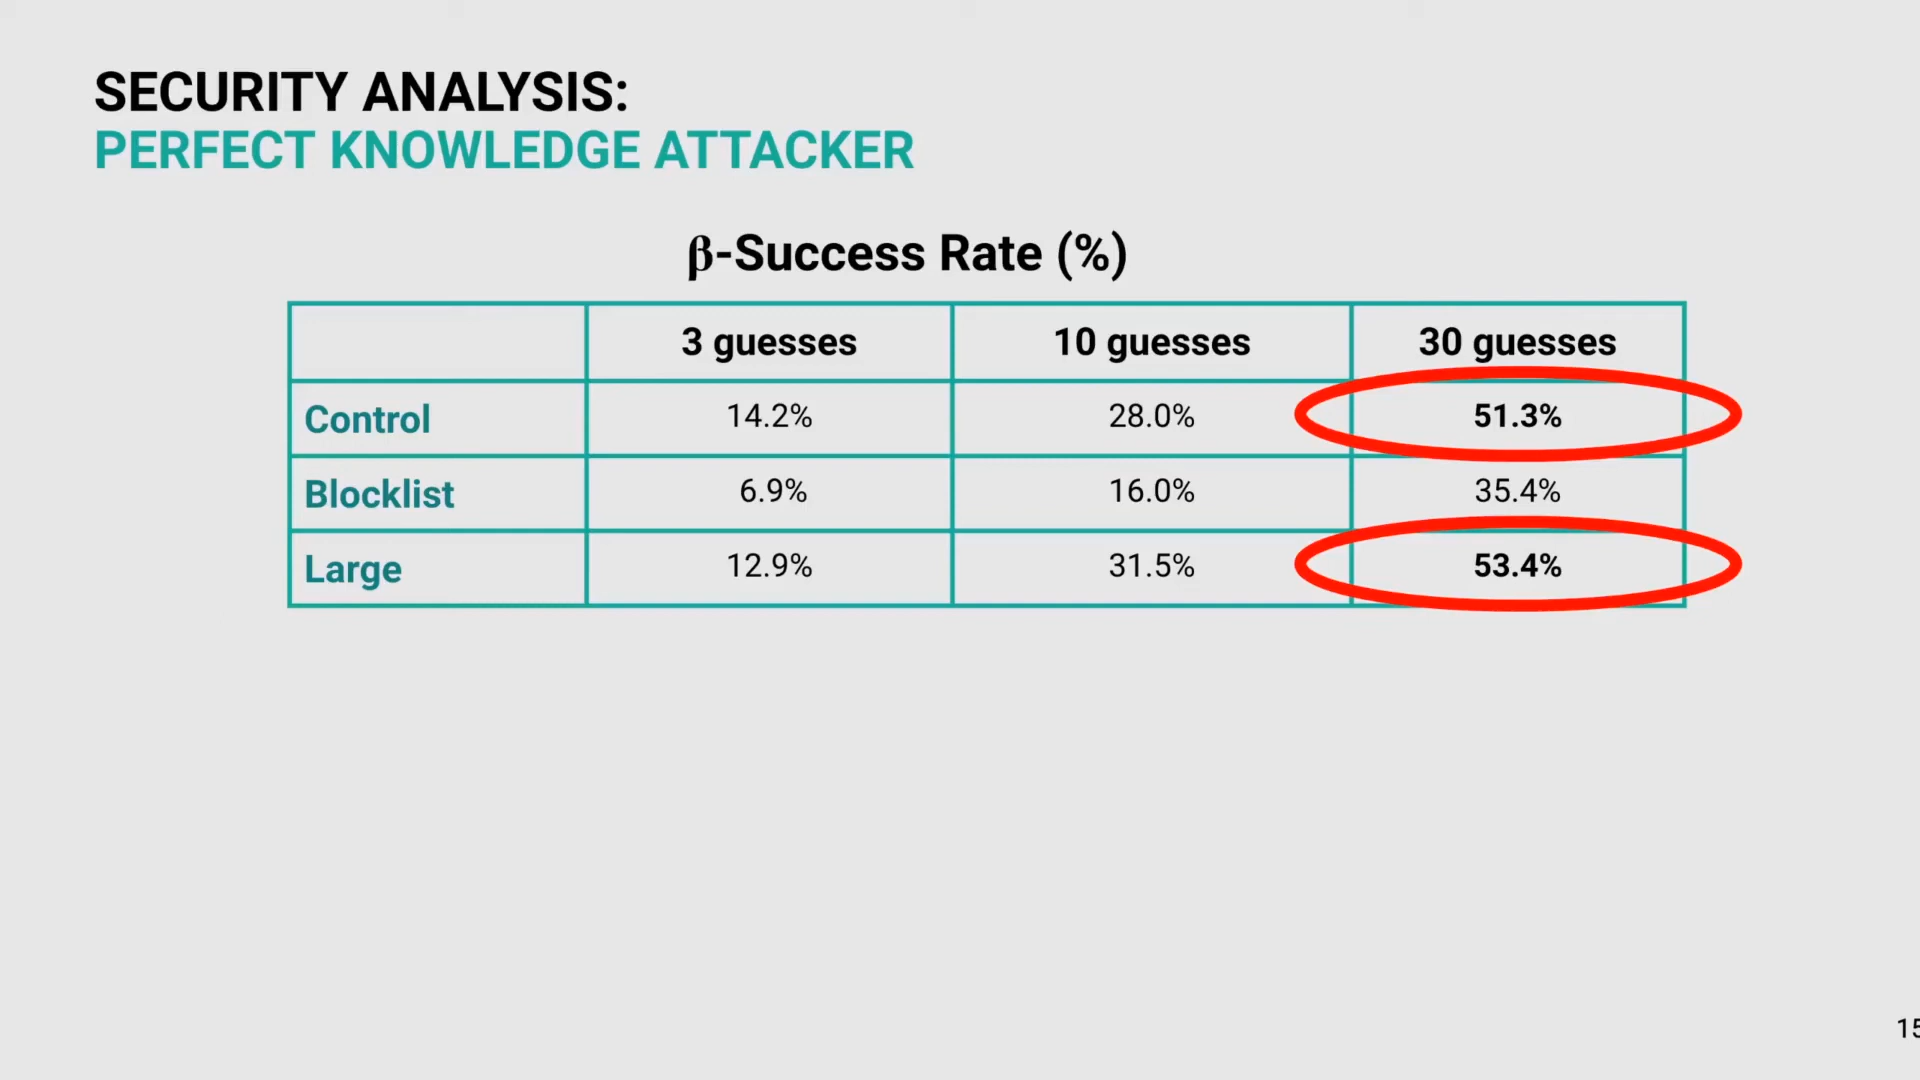 SECURITY ANALYSIS:
PERFECT KNOWLEDGE ATTACKER
β-Success Rate (%)
3 guesses 10 guesses 30 guesses
Control 14.2% 28.0% 51.3%
Blocklist 6.9% 16.0% 35.4%
Large 12.9% 31.5% 53.4%
15